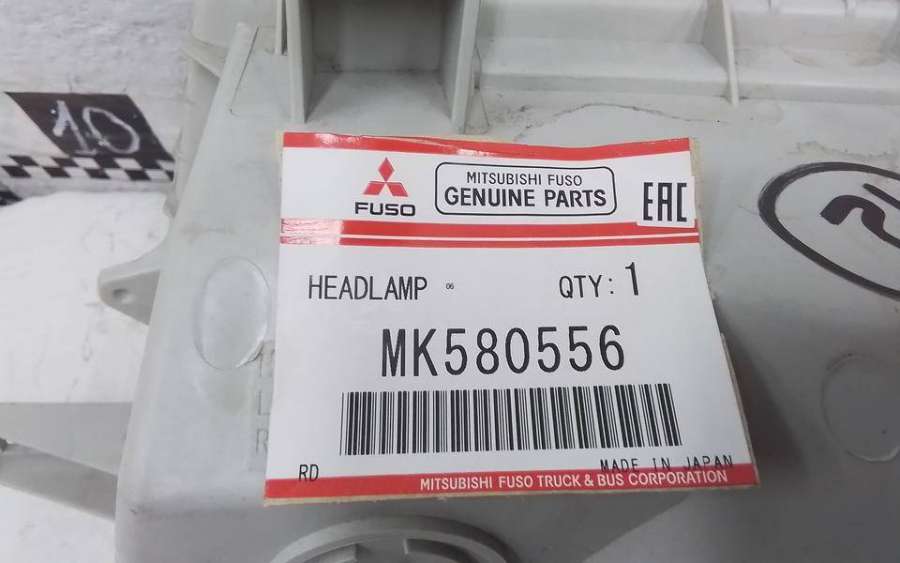 10
FUSO
MITSUBISHI FUSO
GENUINE PARTS
EAC
HEADLAMP 06
QTY: 1
MK580556
RD
MADE IN JAPAN
MITSUBISHI FUSO TRUCK & BUS CORPORATION